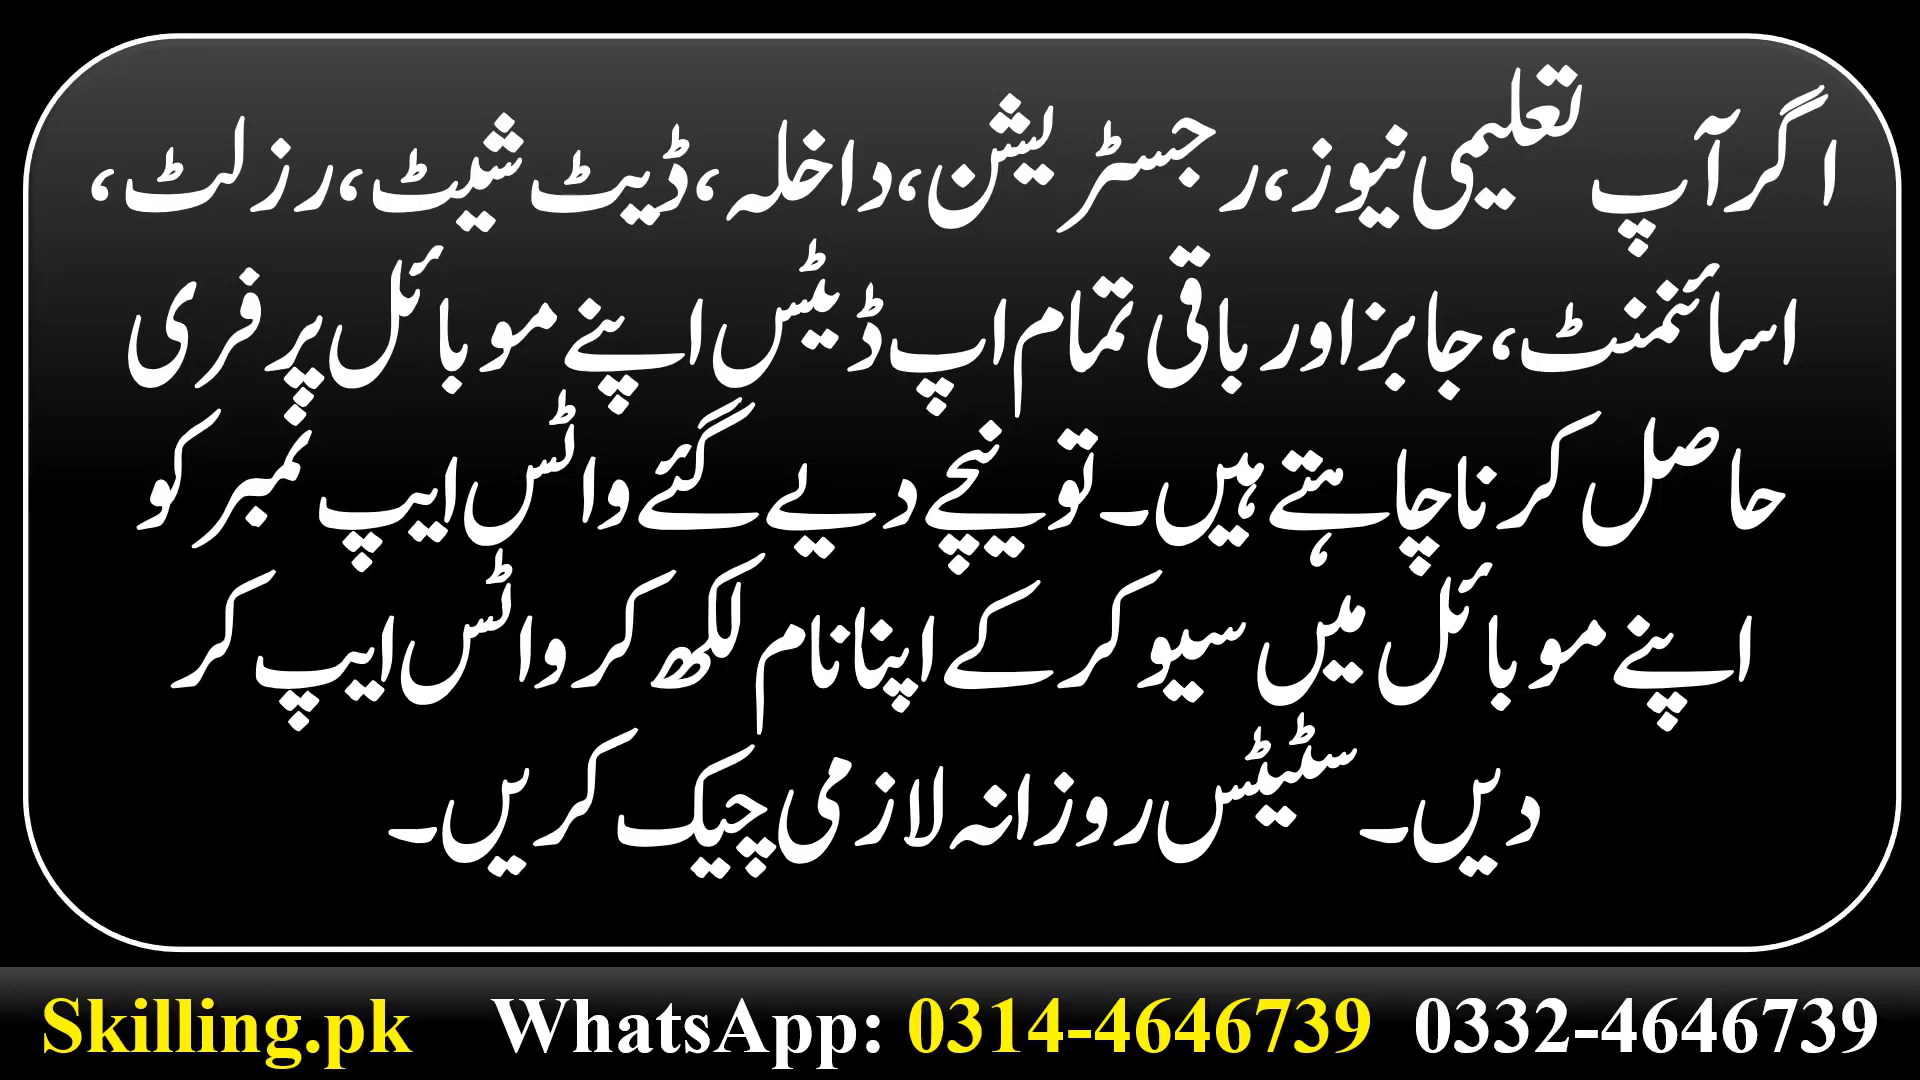 اگر آپ تعلیمی نیوز، رجسٹریشن، داخلہ، ڈیٹ شیٹ، رزلٹ،
اسائنمنٹ، جابز اور باقی تمام اپ ڈیٹس اپنے موبائل پر فری
حاصل کرنا چاہتے ہیں۔ تو نیچے دیے گئے واٹس ایپ نمبر کو
اپنے موبائل میں سیو کر کے اپنا نام لکھ کر واٹس ایپ کر
دیں۔ سٹیٹس روزانہ لازمی چیک کریں۔
Skilling.pk WhatsApp: 0314-4646739 0332-4646739